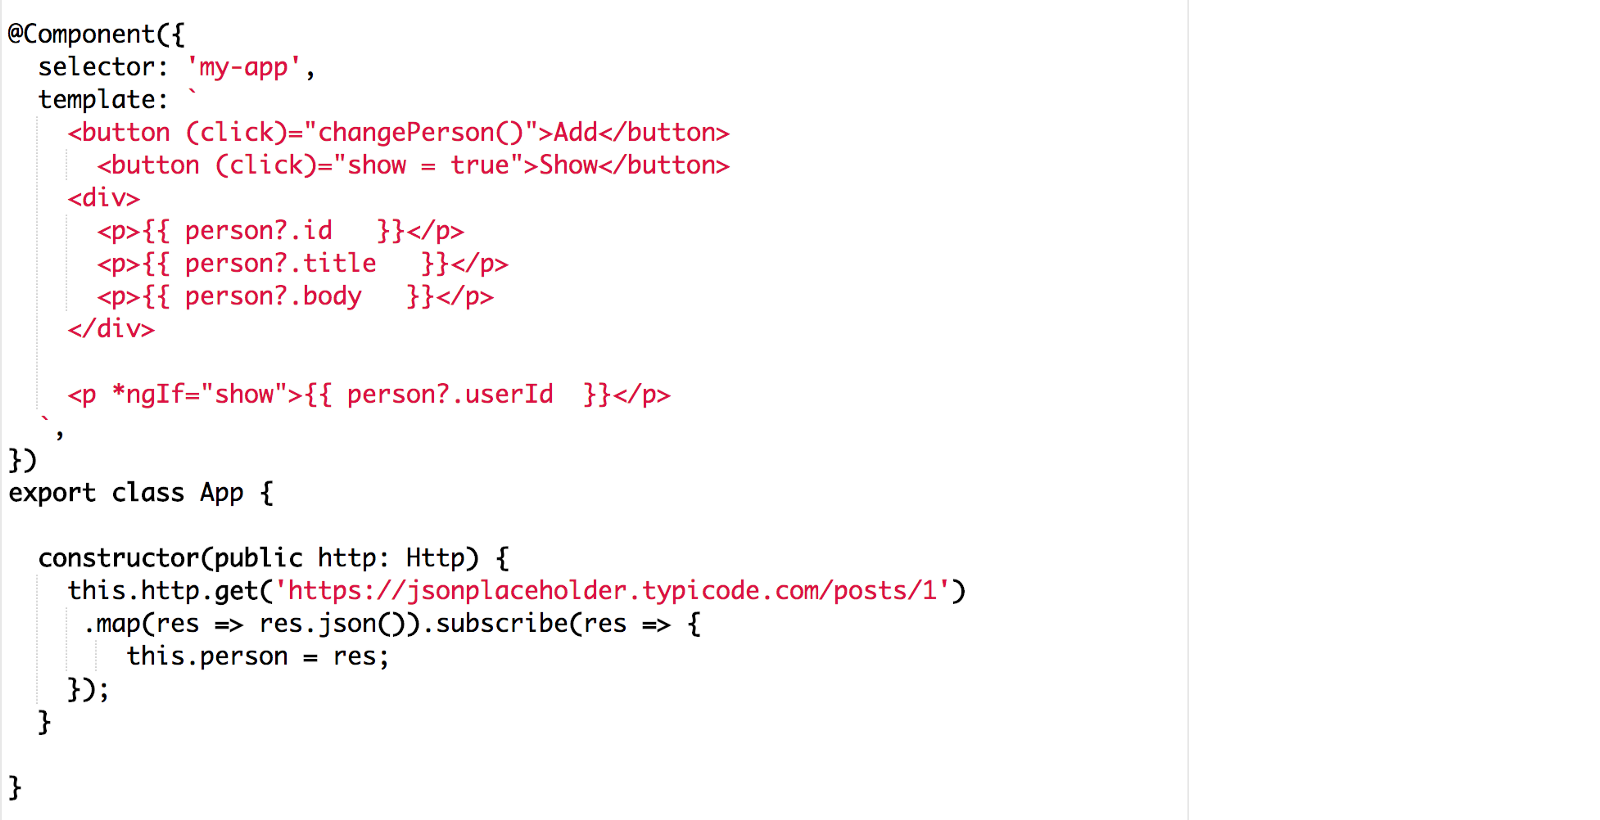 @Component({
  selector: 'my-app',
  template: `
    <button (click)="changePerson()">Add</button>
      <button (click)="show = true">Show</button>
    <div>
      <p>{{ person?.id   }}</p>
      <p>{{ person?.title   }}</p>
      <p>{{ person?.body   }}</p>
    </div>

    <p *ngIf="show">{{ person?.userId  }}</p>
  `,
})
export class App {

  constructor(public http: Http) {
    this.http.get('https://jsonplaceholder.typicode.com/posts/1')
     .map(res => res.json()).subscribe(res => {
        this.person = res;
    });
  }

}